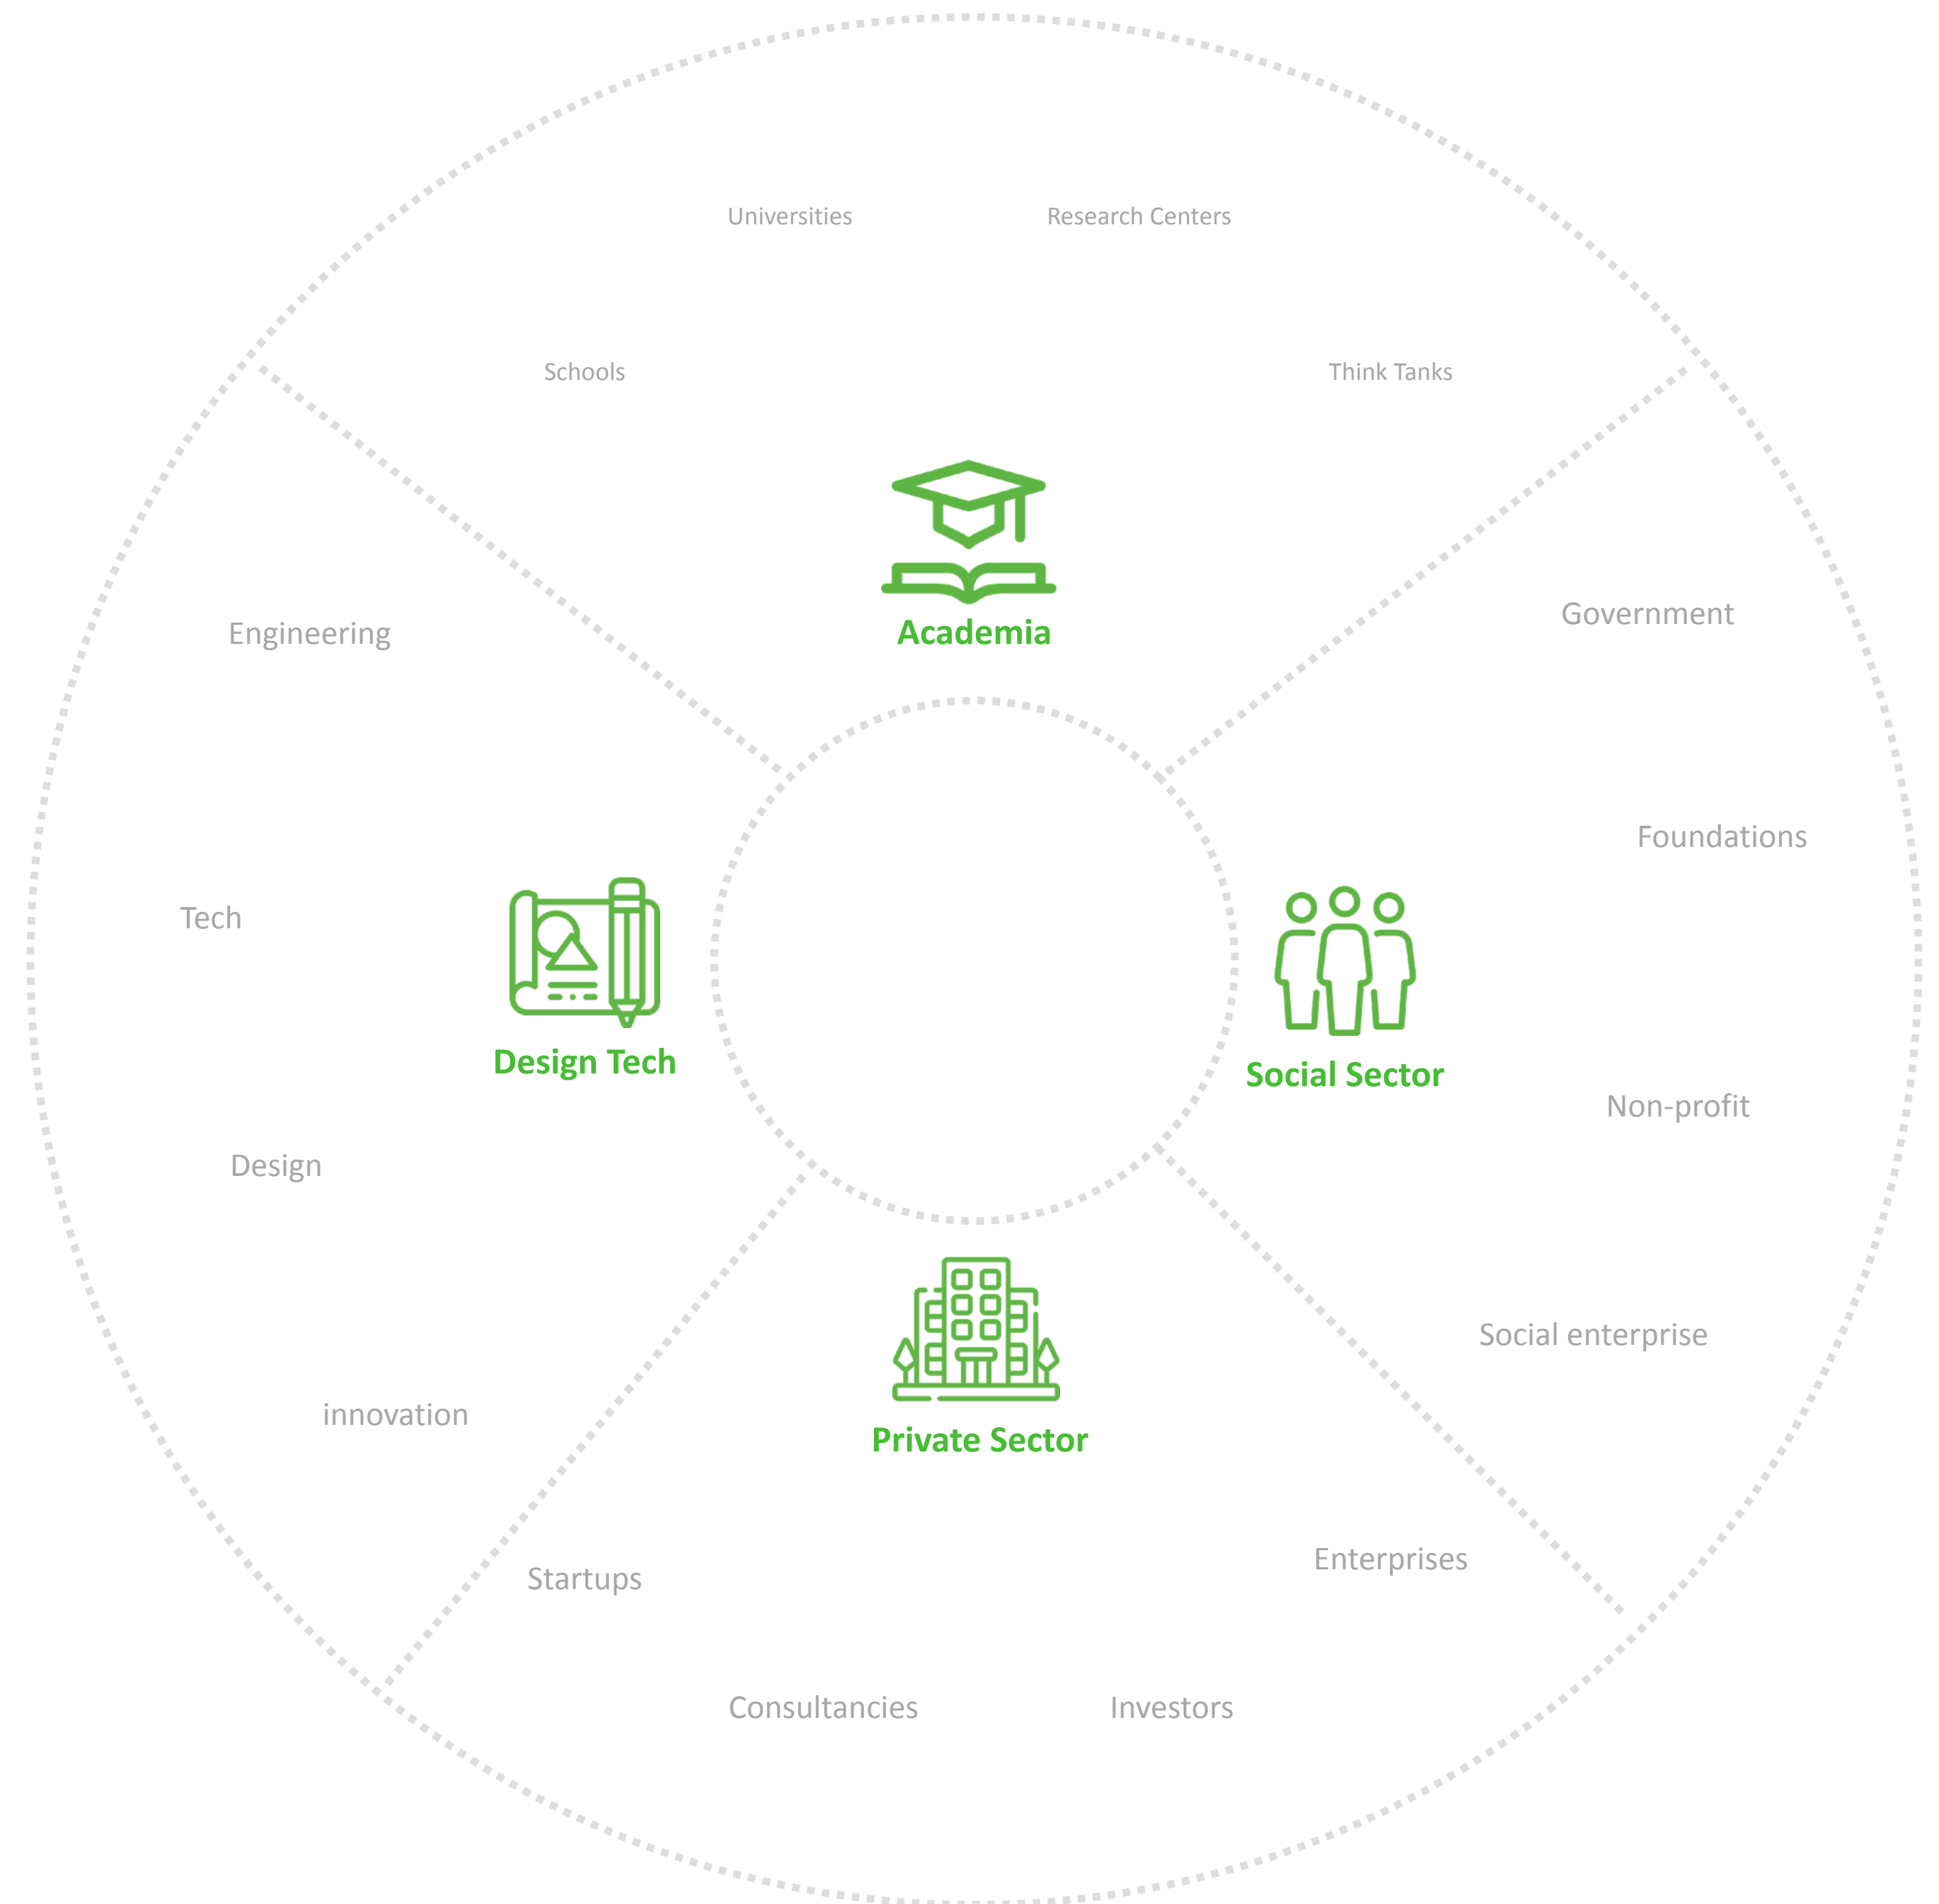 Universities
Research Centers
Schools
Think Tanks
Academia
Engineering
Government
Foundations
Tech
Design Tech
Social Sector
Non-profit
Design
Social enterprise
innovation
Private Sector
Enterprises
Startups
Consultancies
Investors